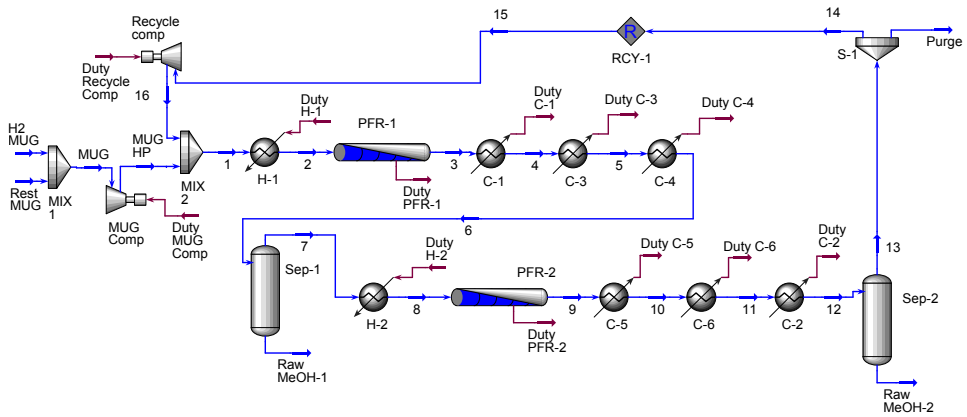 15
14
Recycle
comp
R
RCY-1
S-1
Purge
Duty
Recycle
Comp
16
Duty
H-1
PFR-1
Duty
C-1
Duty C-3
Duty C-4
H2
MUG
MUG
MUG
HP
1
2
3
4
5
H-1
C-1
C-3
C-4
Rest
MUG
MIX
1
MIX
2
Duty
PFR-1
MUG
Comp
Duty
MUG
Comp
6
7
Sep-1
Duty
H-2
PFR-2
Duty C-5
Duty C-6
Duty
C-2
13
Sep-2
8
9
10
11
12
H-2
C-5
C-6
C-2
Duty
PFR-2
Raw
MeOH-1
Raw
MeOH-2